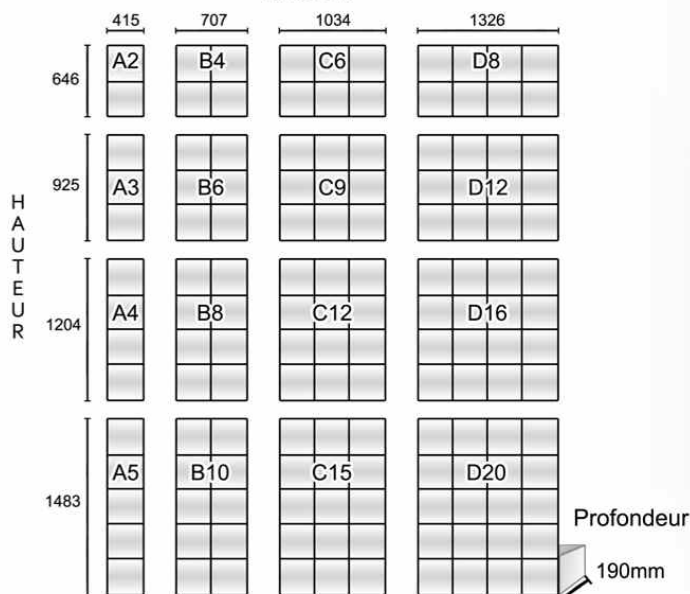 415 707 1034 1326
646 A2 B4 C6 D8
HAUTEUR
925 A3 B6 C9 D12
1204 A4 B8 C12 D16
1483 A5 B10 C15 D20
Profondeur
190mm